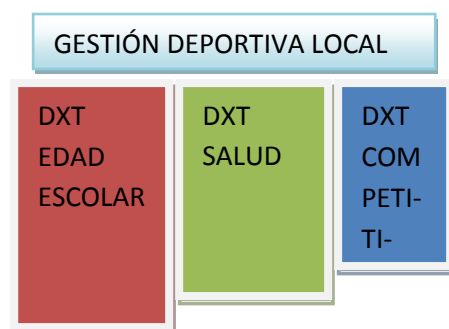 GESTIÓN DEPORTIVA LOCAL
DXT
EDAD
ESCOLAR
DXT
SALUD
DXT
COM
PETI-
TI-